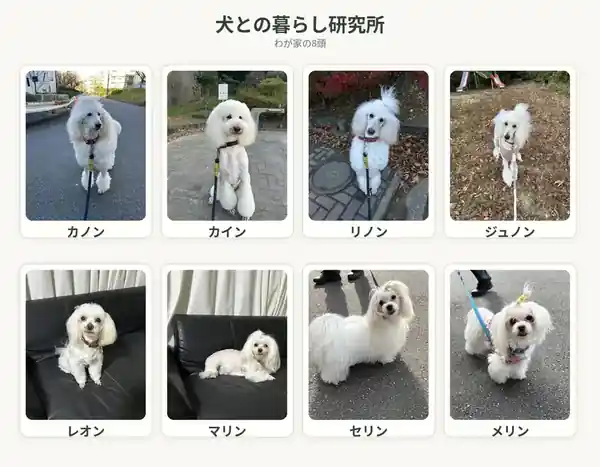 犬との暮らし研究所
わが家の8頭
カノン
カイン
リノン
ジュノン
レオン
マリン
セリン
メリン